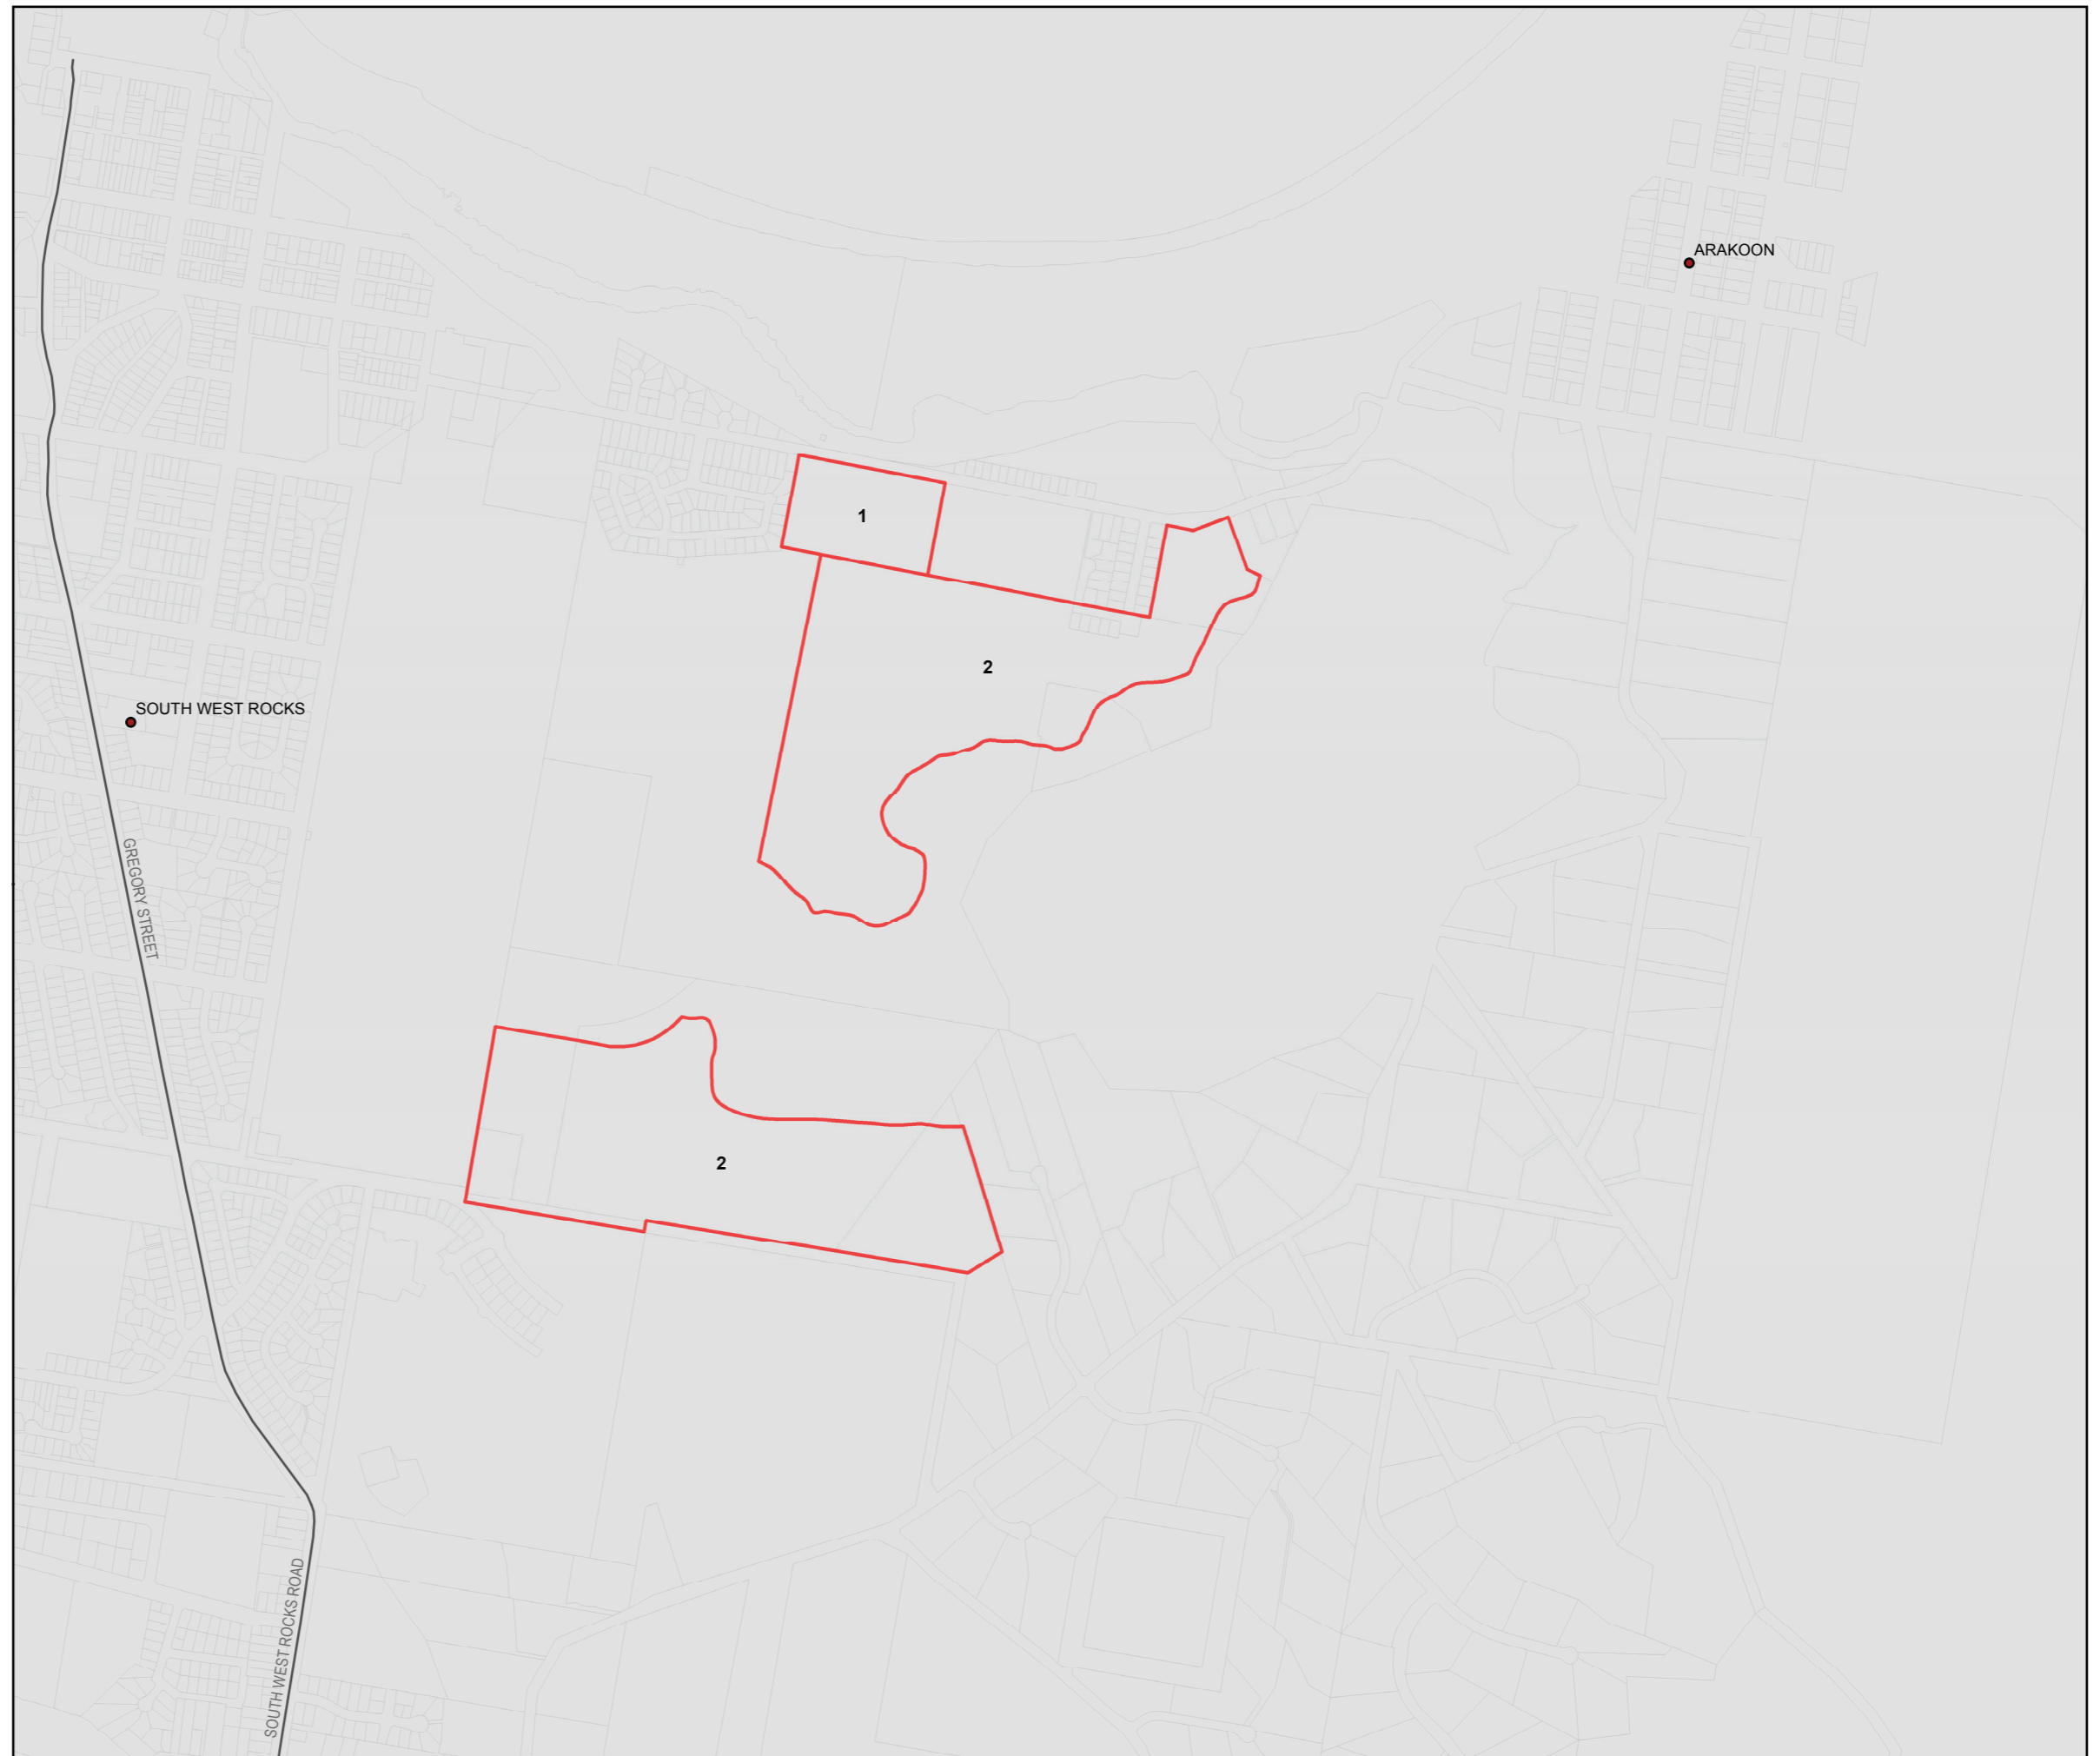 ARAKOON
1
2
SOUTH WEST ROCKS
GREGORY STREET
2
SOUTH WEST ROCKS ROAD